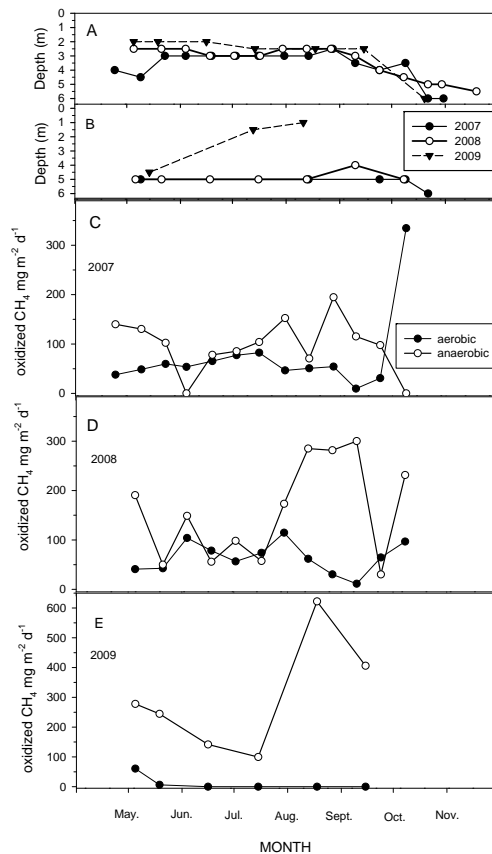 A
Depth (m)
0
1
2
3
4
5
6
B
Depth (m)
0
1
2
3
4
5
6
2007
2008
2009
C
oxidized CH4 mg m-2 d-1
300
200
100
0
2007
aerobic
anaerobic
D
oxidized CH4 mg m-2 d-1
300
200
100
0
2008
E
oxidized CH4 mg m-2 d-1
600
500
400
300
200
100
0
2009
May. Jun. Jul. Aug. Sept. Oct. Nov.
MONTH